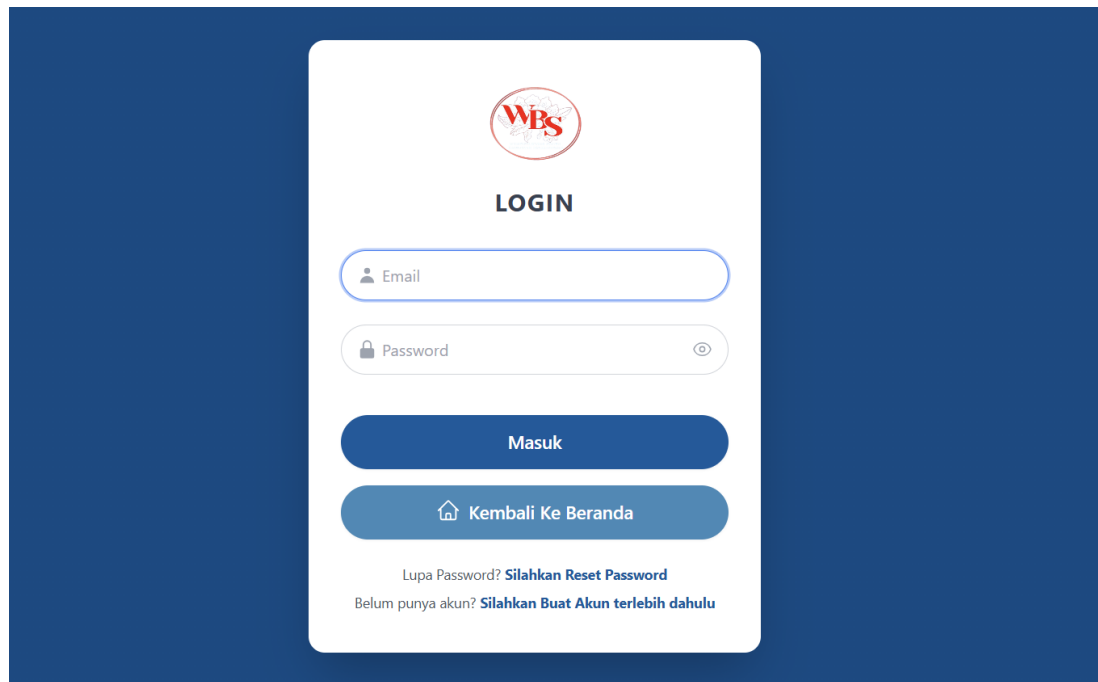 WBS
LOGIN
Email
Password
Masuk
Kembali Ke Beranda
Lupa Password? Silahkan Reset Password
Belum punya akun? Silahkan Buat Akun terlebih dahulu